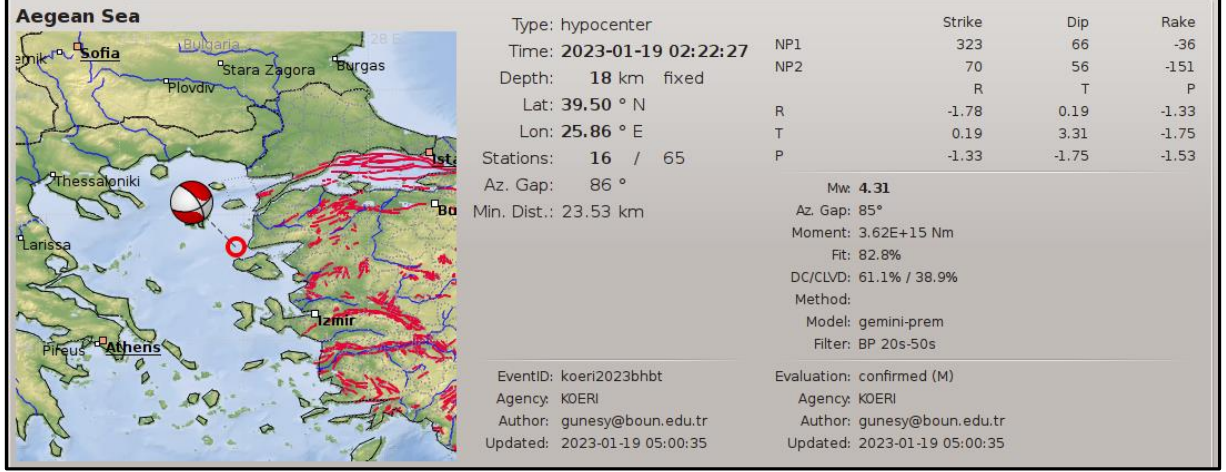 Aegean Sea
Sofia
Bulgaria
28 E
Stara Zagora
Burgas
Plovdiv
Thessaloniki
Larissa
Izmir
Athens
Type: hypocenter
Time: 2023-01-19 02:22:27
Depth: 18 km fixed
Lat: 39.50 ° N
Lon: 25.86 ° E
Stations: 16 / 65
Az. Gap: 86 °
Min. Dist.: 23.53 km
Strike Dip Rake
NP1 323 66 -36
NP2 70 56 -151
R T P
R -1.78 0.19 -1.33
T 0.19 3.31 -1.75
P -1.33 -1.75 -1.53
Mw: 4.31
Az. Gap: 85°
Moment: 3.62E+15 Nm
Fit: 82.8%
DC/CLVD: 61.1% / 38.9%
Method:
Model: gemini-prem
Filter: BP 20s-50s
EventID: koeri2023bhbt
Agency: KOERI
Author: gunesy@boun.edu.tr
Updated: 2023-01-19 05:00:35
Evaluation: confirmed (M)
Agency: KOERI
Author: gunesy@boun.edu.tr
Updated: 2023-01-19 05:00:35